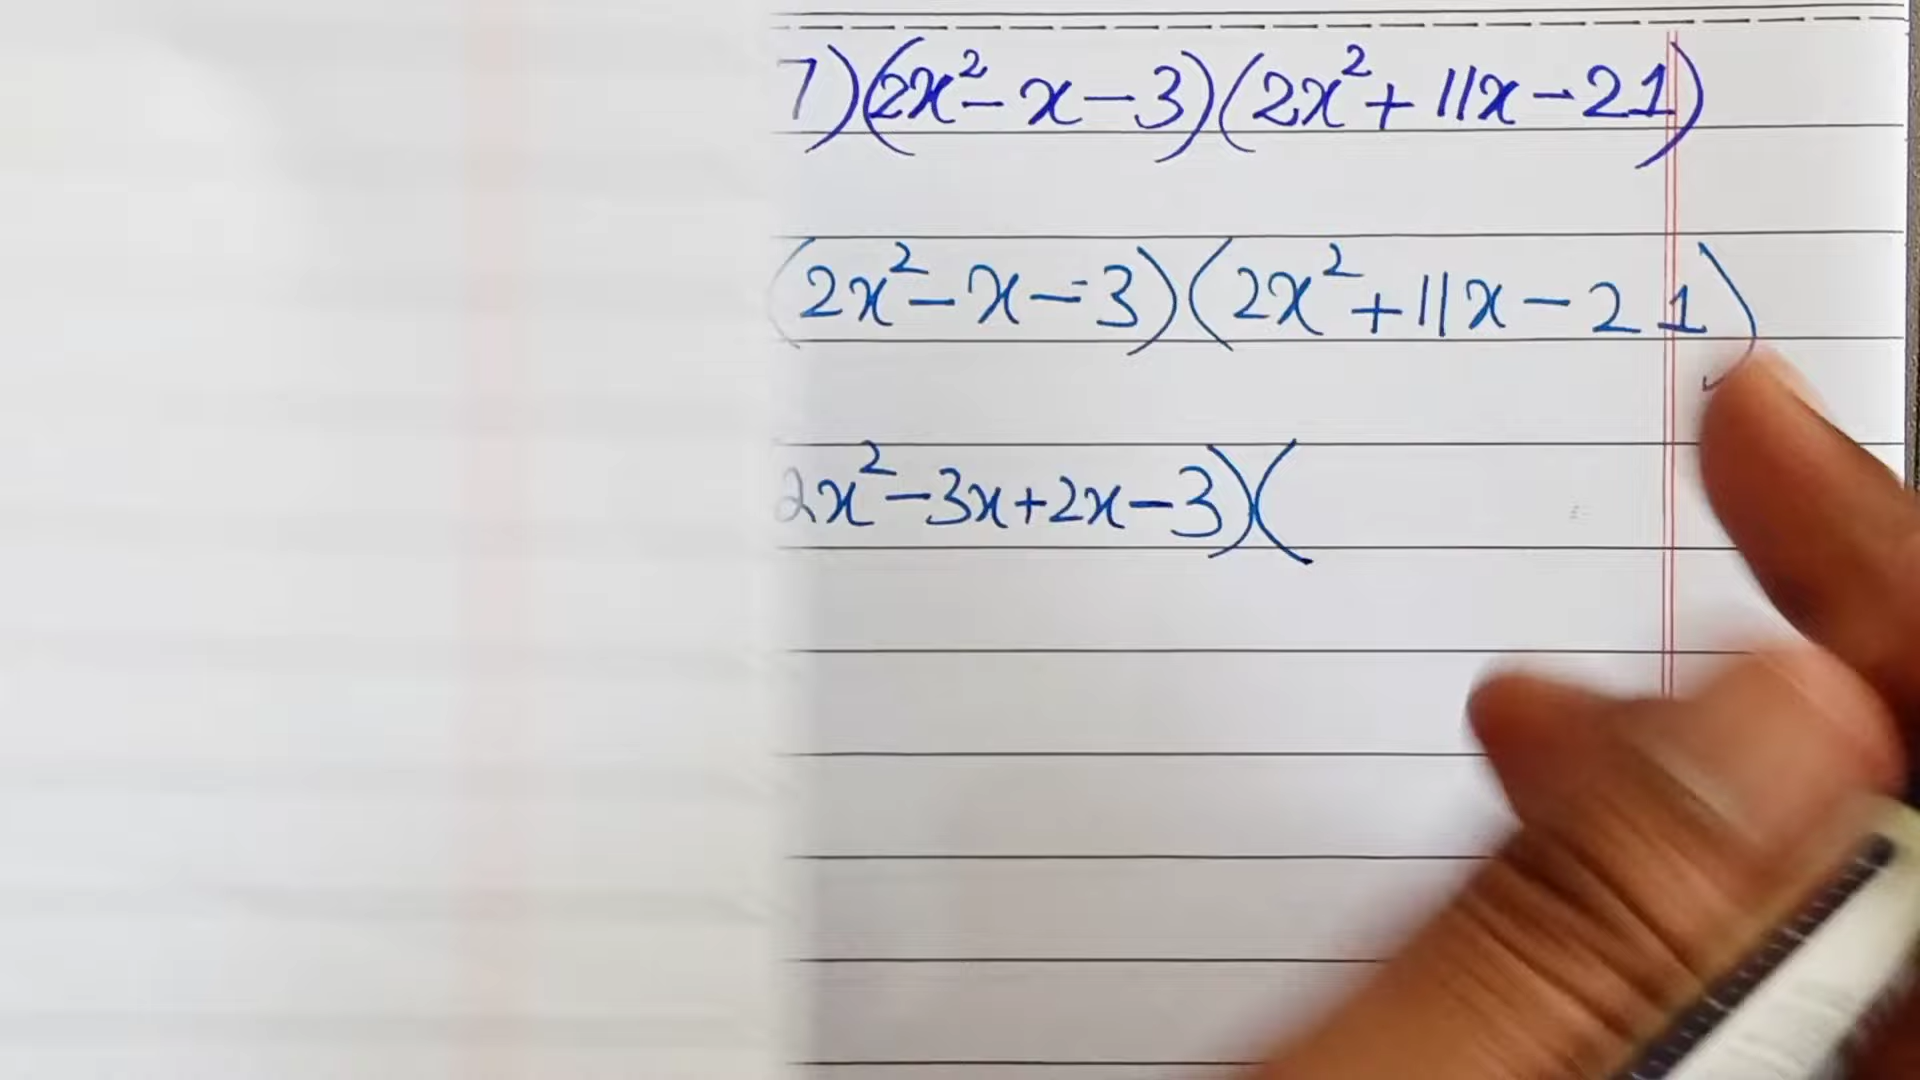 7) (2x² - x - 3)(2x² + 11x - 21)
(2x² - x - 3)(2x² + 11x - 21)
2x² - 3x + 2x - 3)(